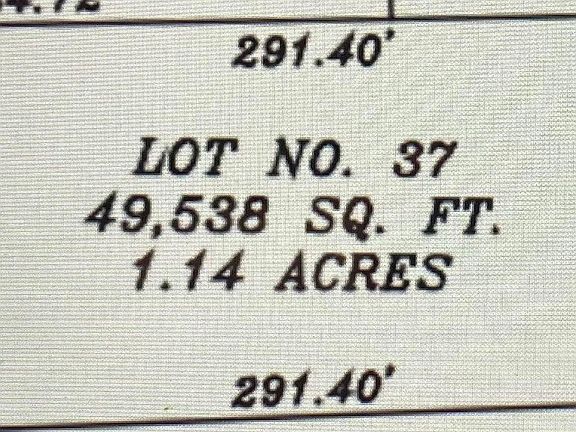 291.40'
LOT NO. 37
49,538 SQ. FT.
1.14 ACRES
291.40'